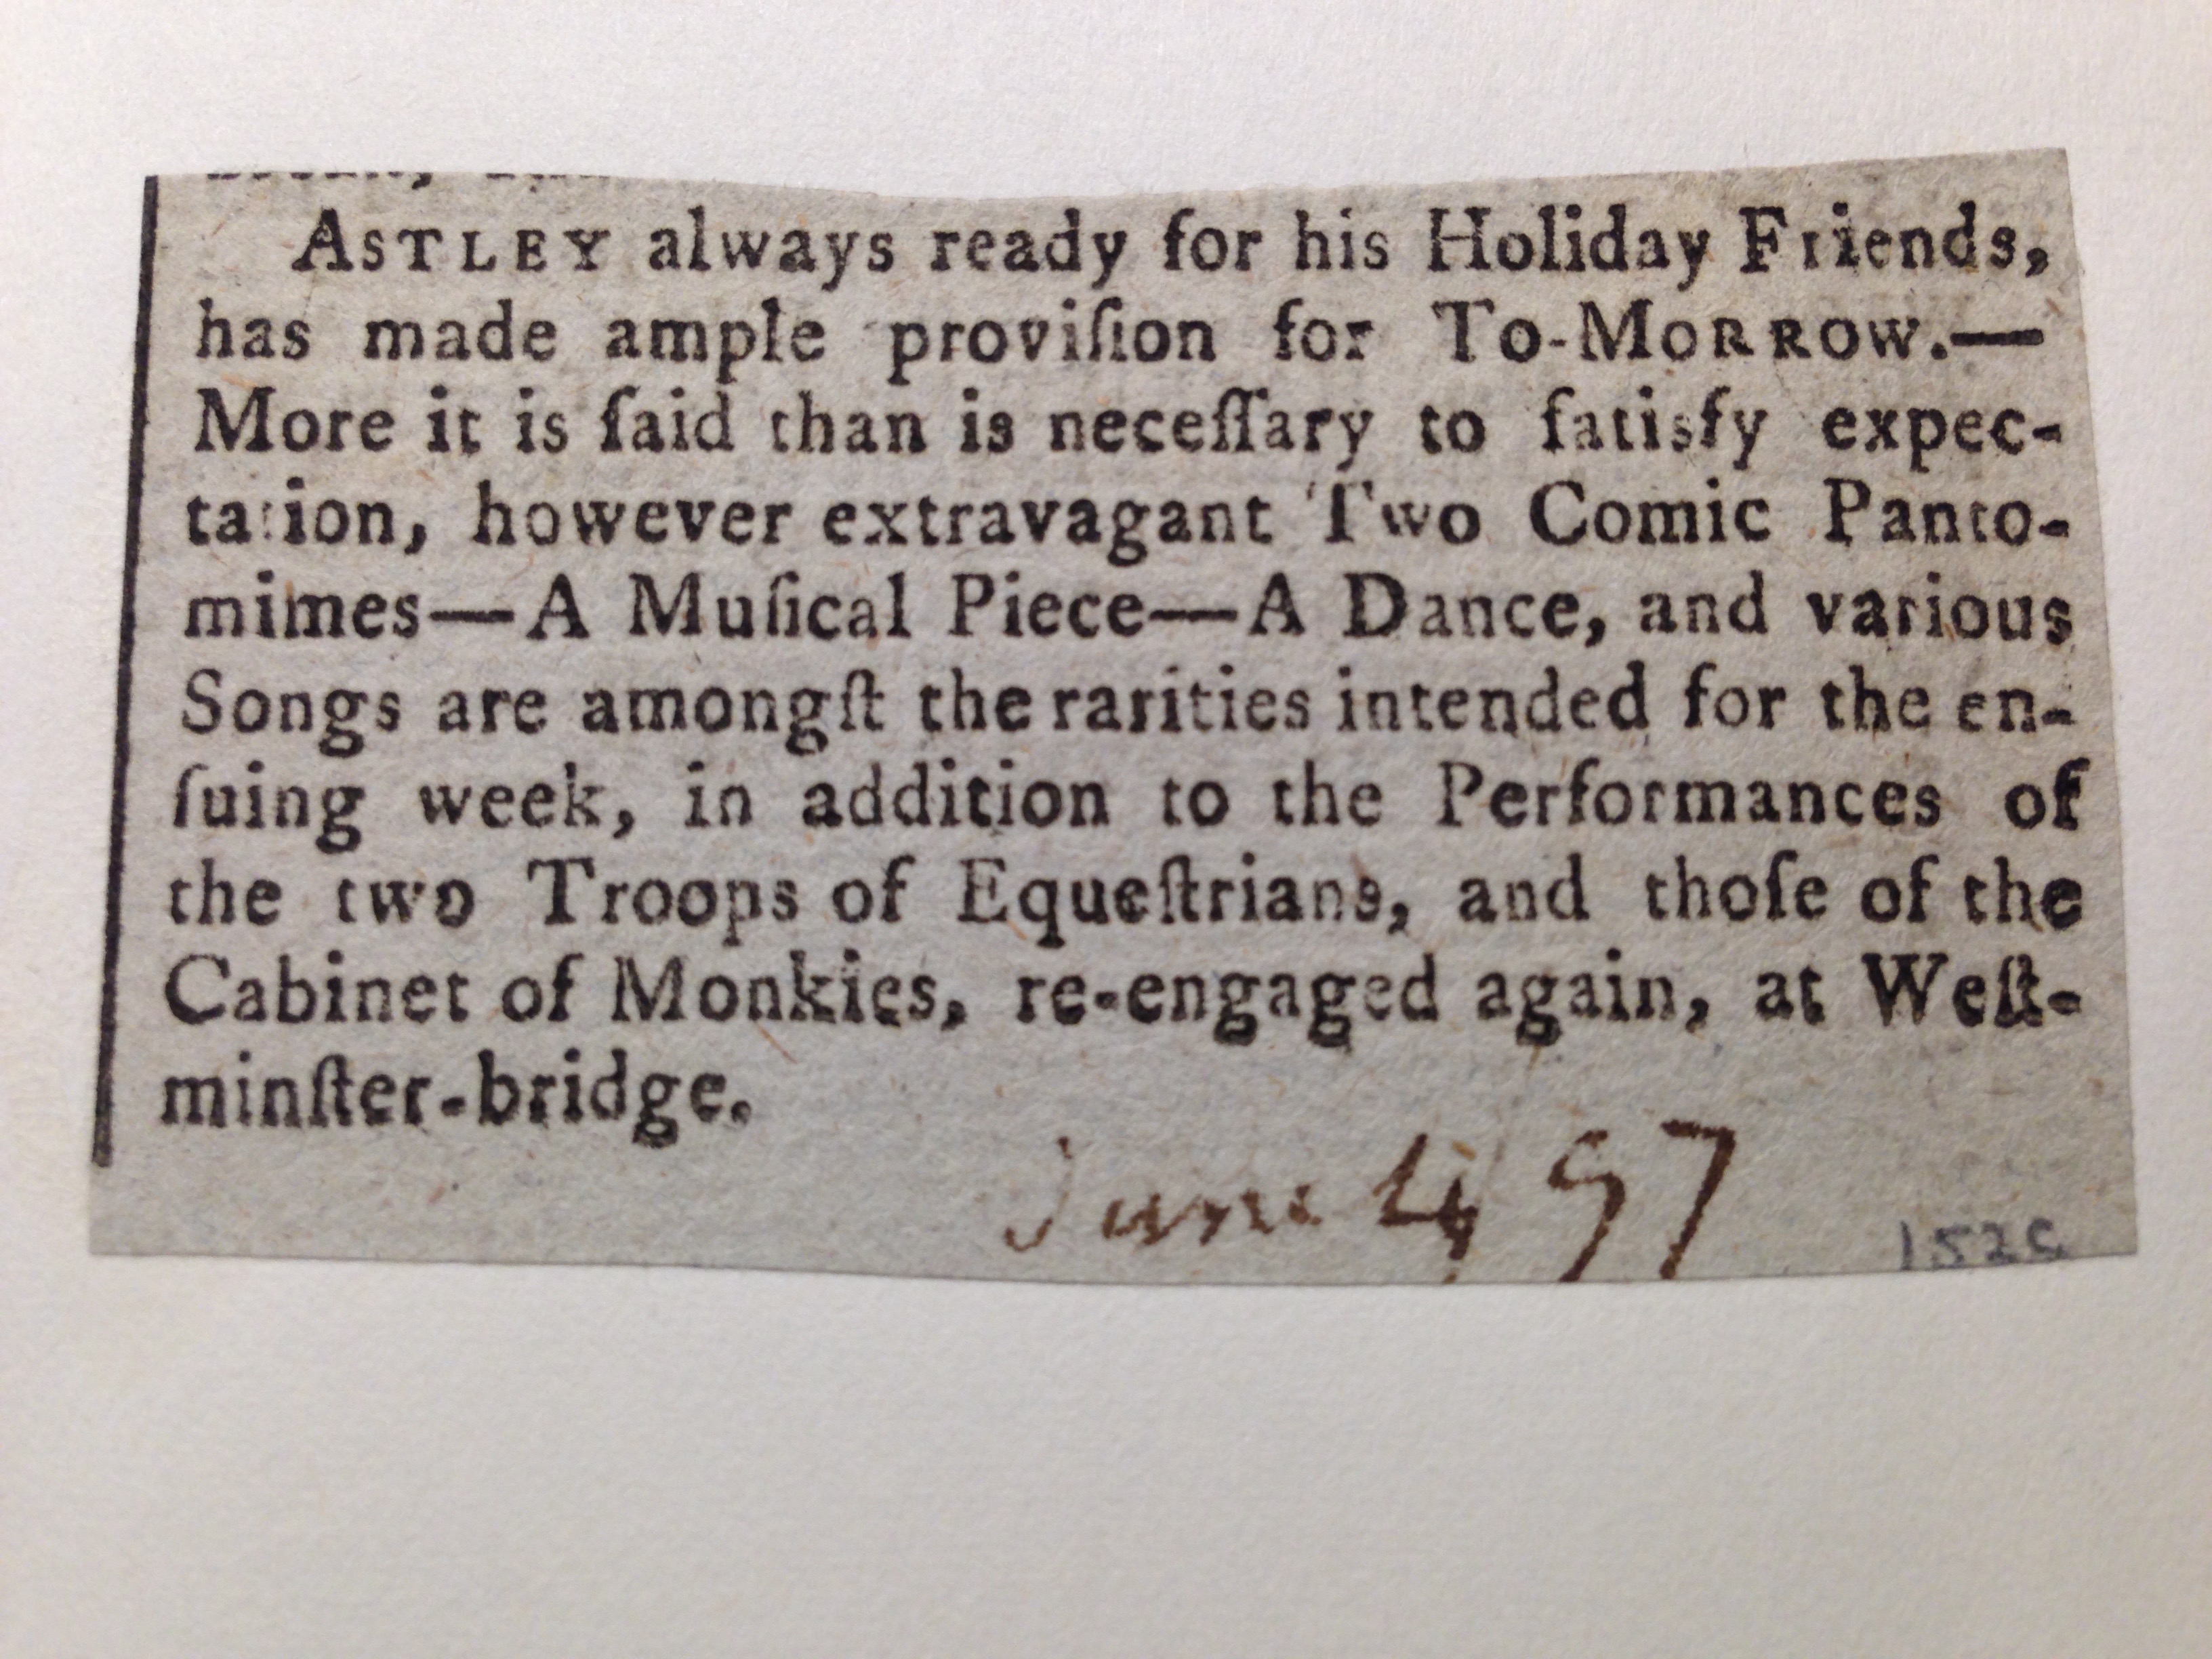 ASTLEY always ready for his Holiday Friends,
has made ample proviſion for TO-MORROW.—
More it is ſaid than is neceſſary to ſatisfy expec-
tation, however extravagant Two Comic Panto-
mimes—A Muſical Piece—A Dance, and various
Songs are amongſt the rarities intended for the en-
ſuing week, in addition to the Performances of
the two Troops of Equeſtrians, and thoſe of the
Cabinet of Monkies, re-engaged again, at Weſt-
minſter-bridge.
June 4 97